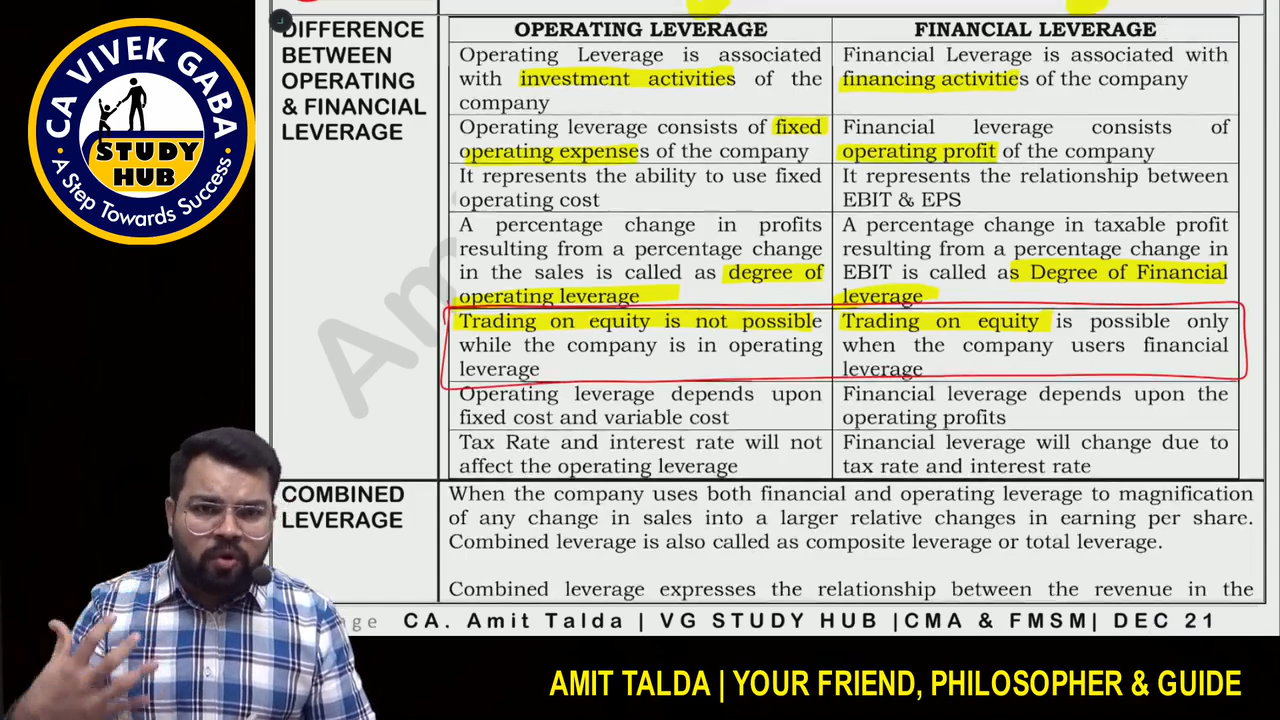 CA VIVEK GABA
STUDY
HUB
A Step Towards Success
DIFFERENCE
BETWEEN
OPERATING
& FINANCIAL
LEVERAGE
OPERATING LEVERAGE
FINANCIAL LEVERAGE
Operating Leverage is associated
with investment activities of the
company
Financial Leverage is associated with
financing activities of the company
Operating leverage consists of fixed
operating expenses of the company
Financial leverage consists of
operating profit of the company
It represents the ability to use fixed
operating cost
It represents the relationship between
EBIT & EPS
A percentage change in profits
resulting from a percentage change
in the sales is called as degree of
operating leverage
A percentage change in taxable profit
resulting from a percentage change in
EBIT is called as Degree of Financial
leverage
Trading on equity is not possible
while the company is in operating
leverage
Trading on equity is possible only
when the company users financial
leverage
Operating leverage depends upon
fixed cost and variable cost
Financial leverage depends upon the
operating profits
Tax Rate and interest rate will not
affect the operating leverage
Financial leverage will change due to
tax rate and interest rate
COMBINED
LEVERAGE
When the company uses both financial and operating leverage to magnification
of any change in sales into a larger relative changes in earning per share.
Combined leverage is also called as composite leverage or total leverage.
Combined leverage expresses the relationship between the revenue in the
CA. Amit Talda | VG STUDY HUB |CMA & FMSM| DEC 21
AMIT TALDA | YOUR FRIEND, PHILOSOPHER & GUIDE